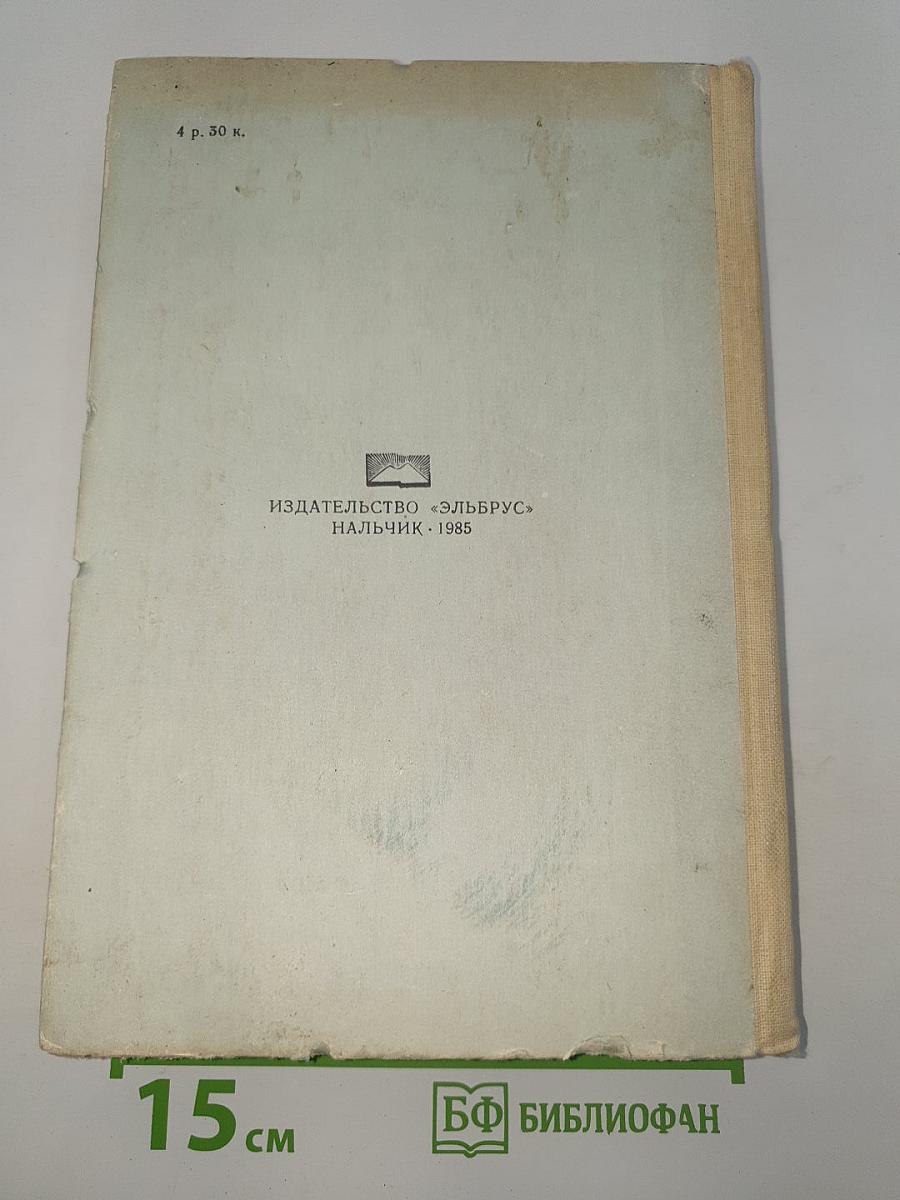 4 р. 30 к.
ИЗДАТЕЛЬСТВО «ЭЛЬБРУС»
НАЛЬЧИК · 1985
15 см
БФ БИБЛИОФАН